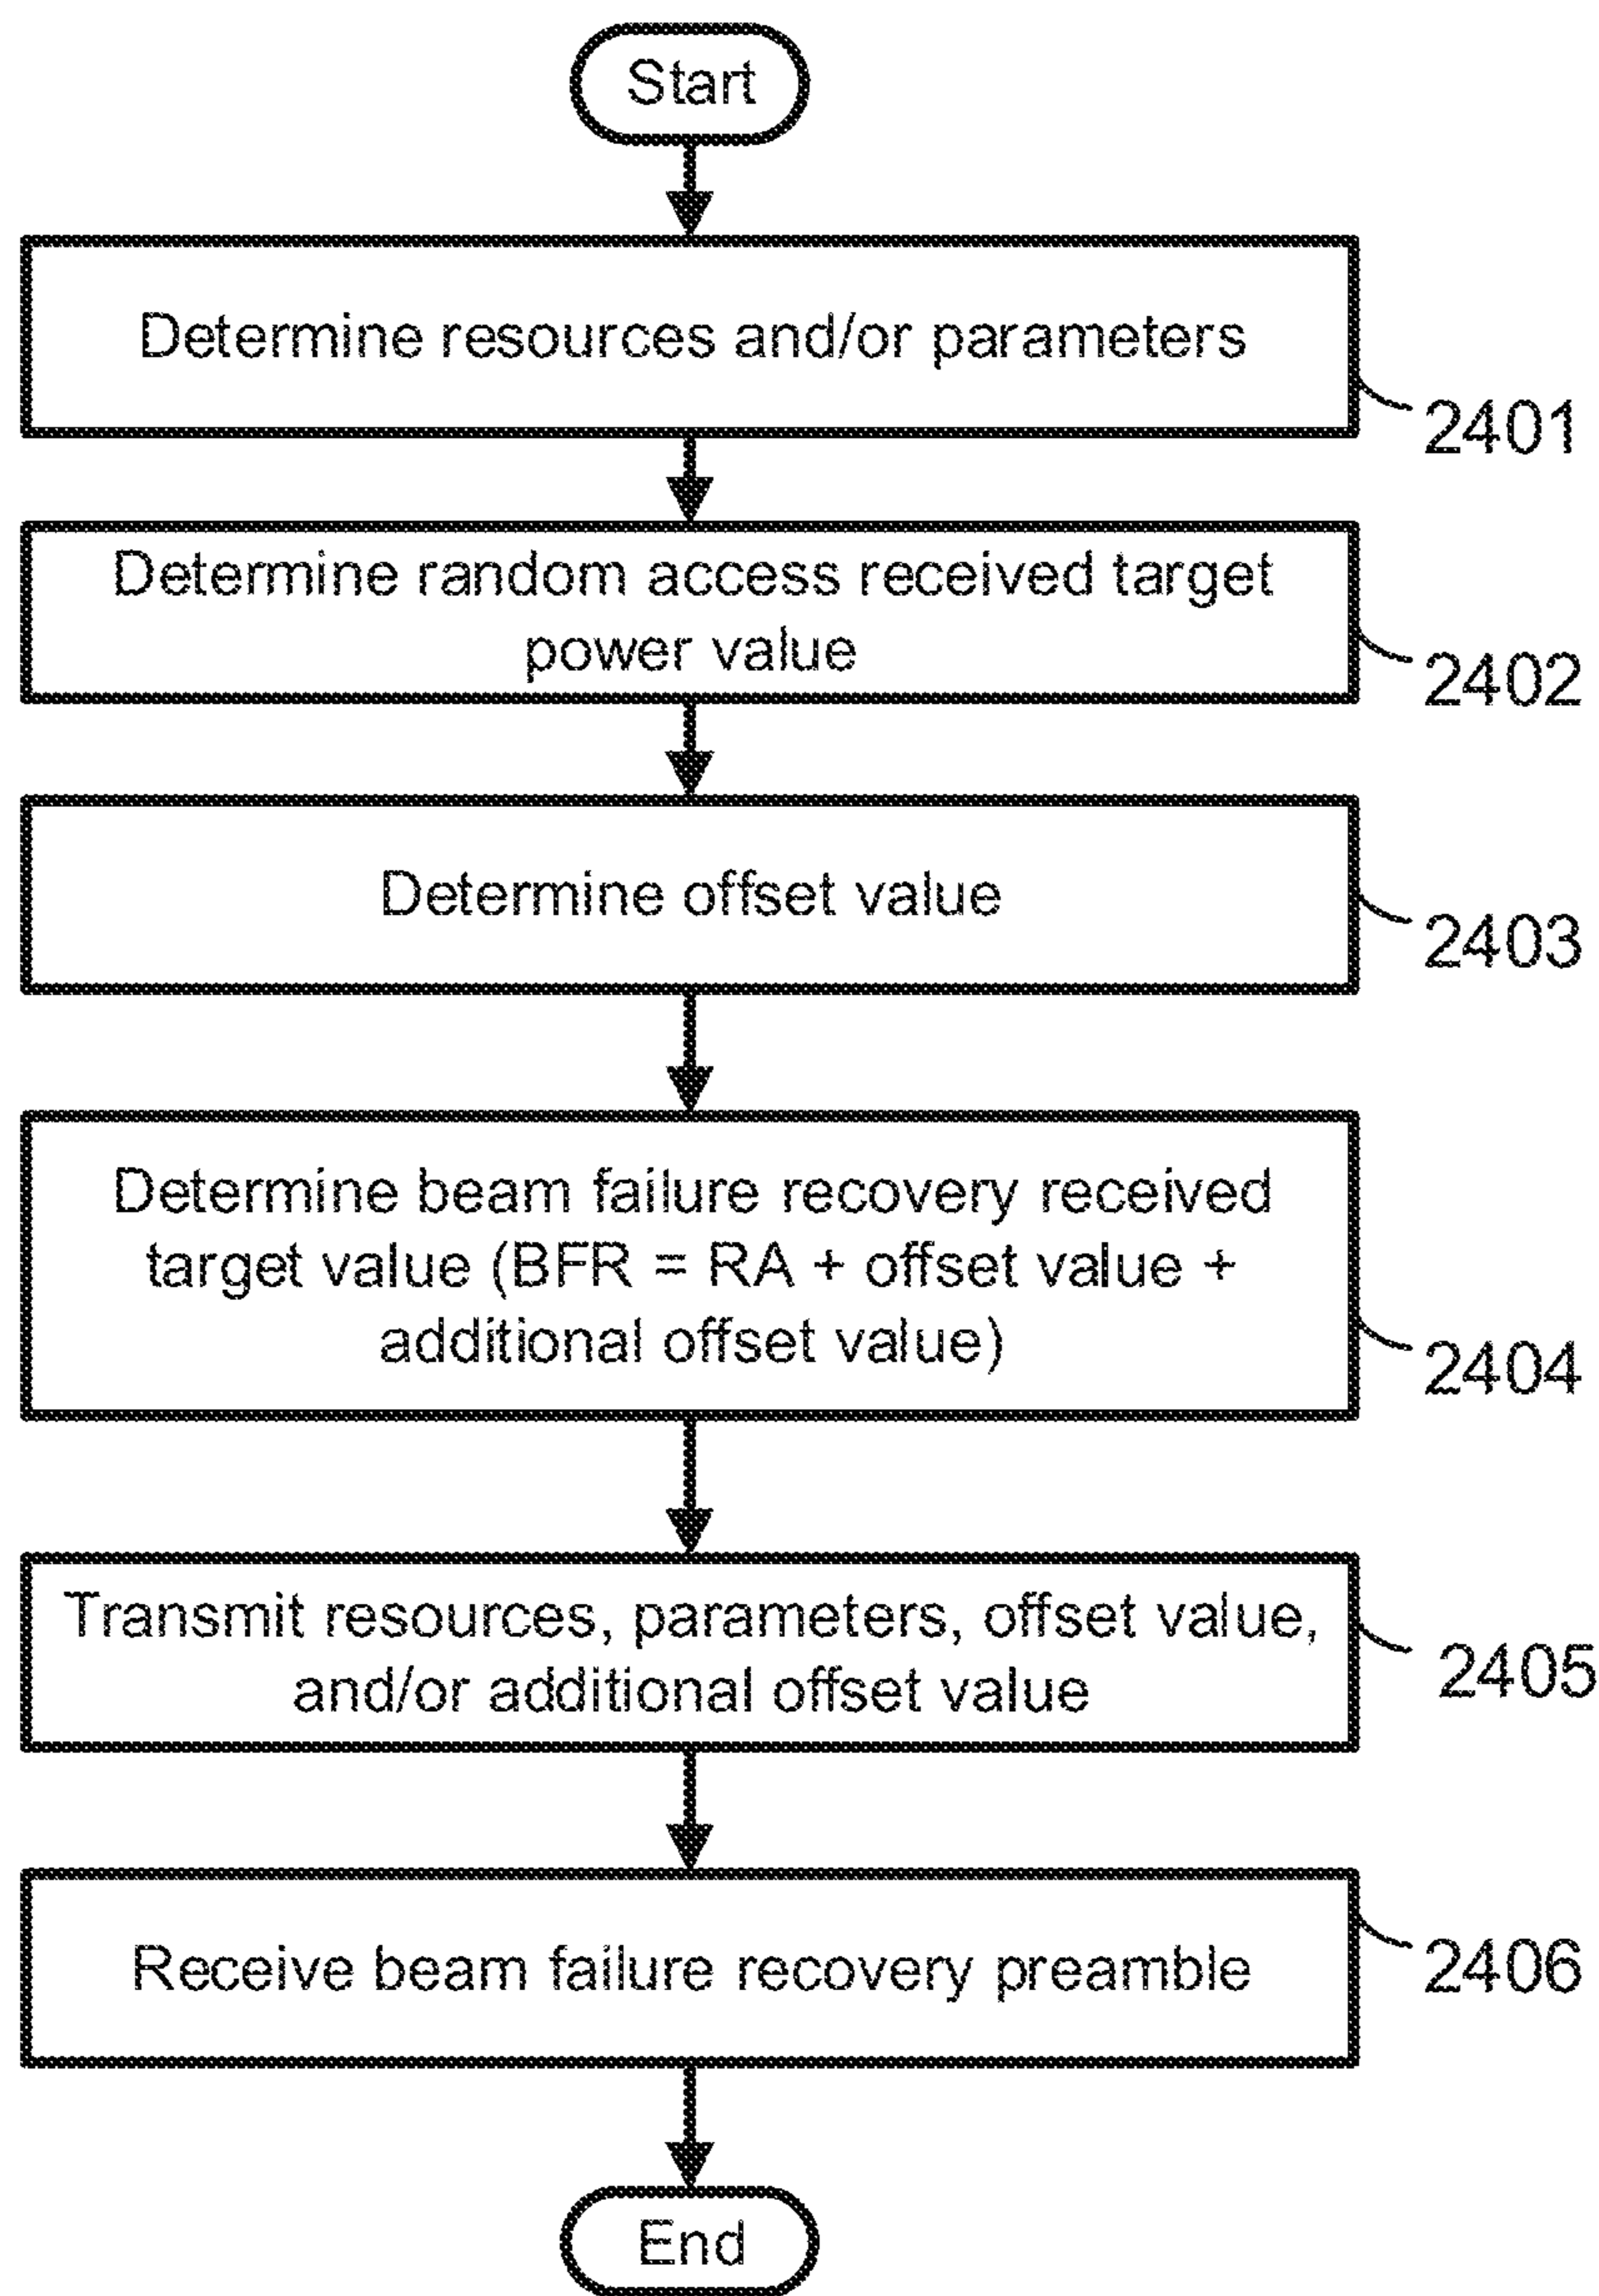 Start
Determine resources and/or parameters
2401
Determine random access received target
power value
2402
Determine offset value
2403
Determine beam failure recovery received
target value (BFR = RA + offset value +
additional offset value)
2404
Transmit resources, parameters, offset value,
and/or additional offset value
2405
Receive beam failure recovery preamble
2406
End